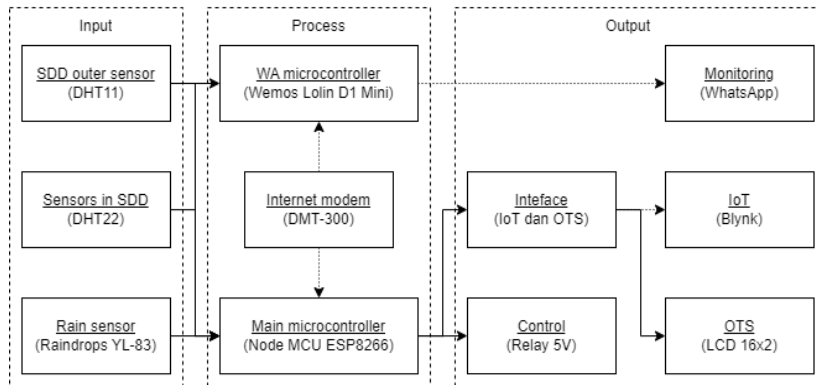 Input
Process
Output
SDD outer sensor
(DHT11)
WA microcontroller
(Wemos Lolin D1 Mini)
Monitoring
(WhatsApp)
Sensors in SDD
(DHT22)
Internet modem
(DMT-300)
Inteface
(IoT dan OTS)
IoT
(Blynk)
Rain sensor
(Raindrops YL-83)
Main microcontroller
(Node MCU ESP8266)
Control
(Relay 5V)
OTS
(LCD 16x2)